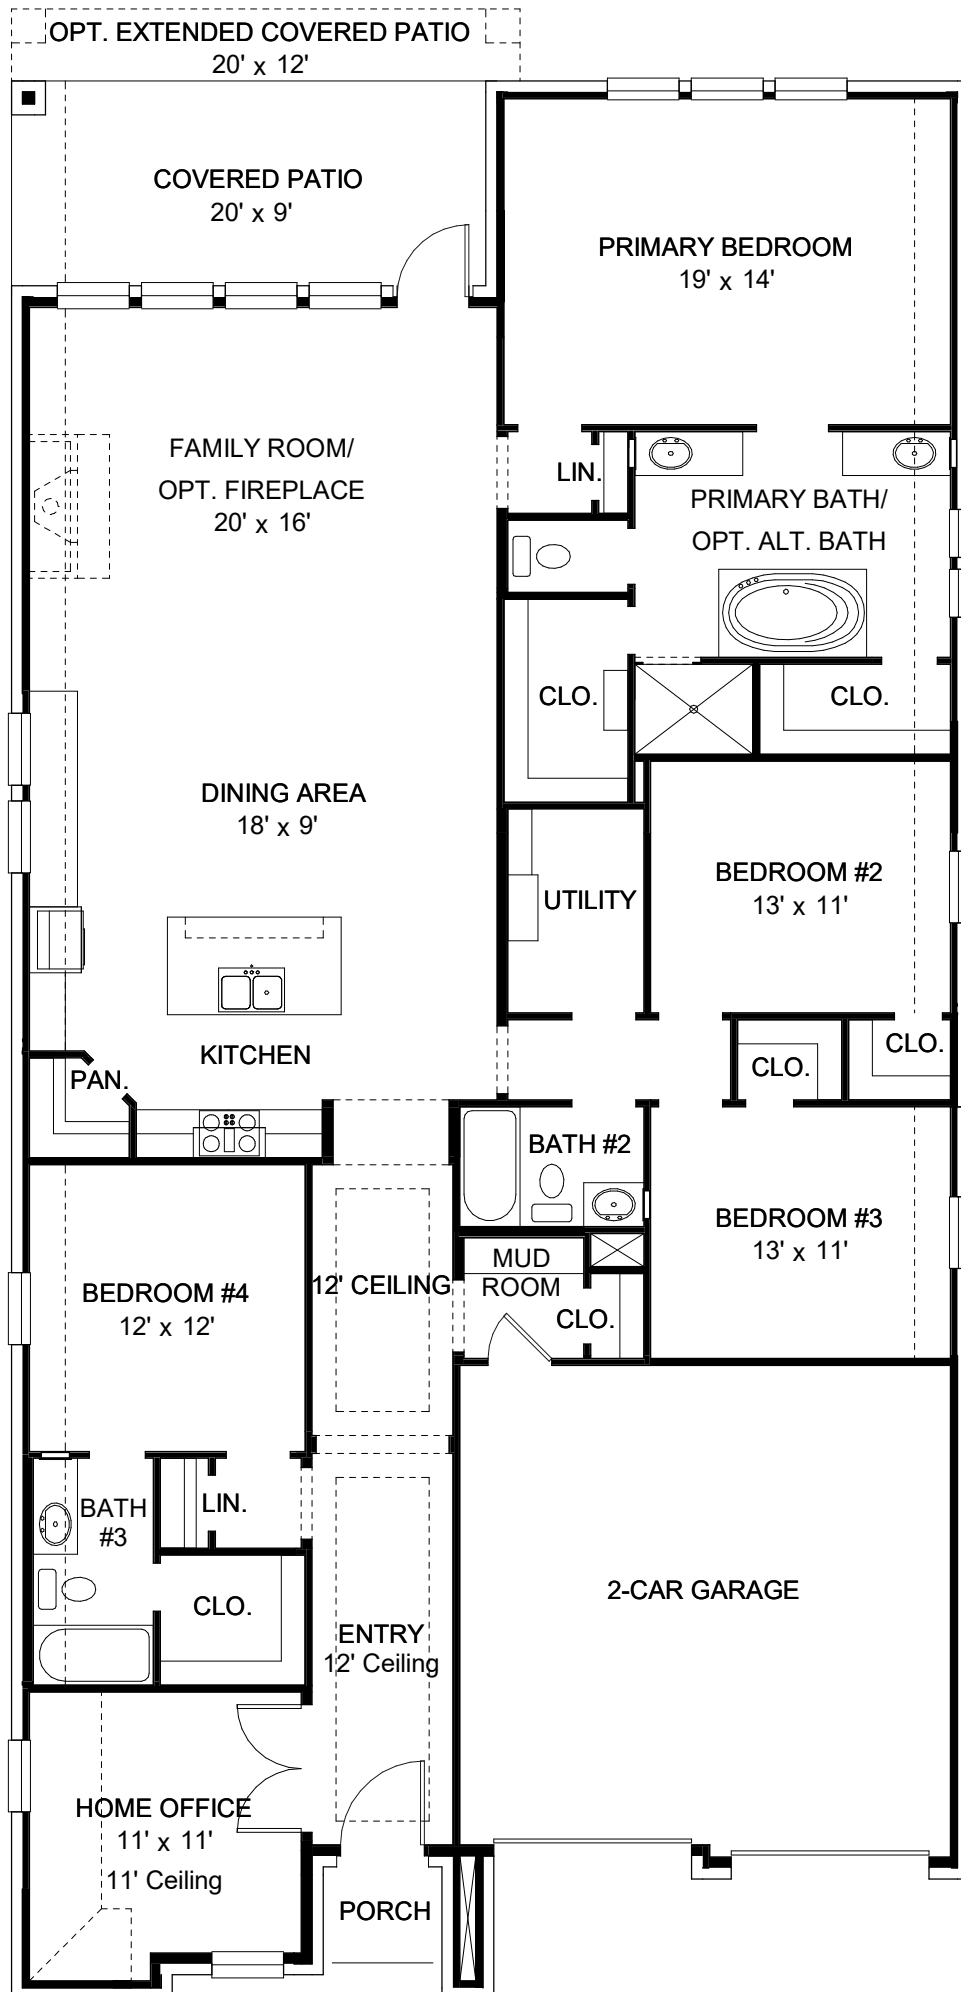 OPT. EXTENDED COVERED PATIO
20' x 12'
COVERED PATIO
20' x 9'
PRIMARY BEDROOM
19' x 14'
FAMILY ROOM/
OPT. FIREPLACE
20' x 16'
LIN.
PRIMARY BATH/
OPT. ALT. BATH
CLO.
CLO.
DINING AREA
18' x 9'
BEDROOM #2
13' x 11'
UTILITY
KITCHEN
PAN.
CLO.
CLO.
BATH #2
BEDROOM #3
13' x 11'
MUD
ROOM
CLO.
12' CEILING
BEDROOM #4
12' x 12'
BATH
#3
LIN.
CLO.
2-CAR GARAGE
ENTRY
12' Ceiling
HOME OFFICE
11' x 11'
11' Ceiling
PORCH